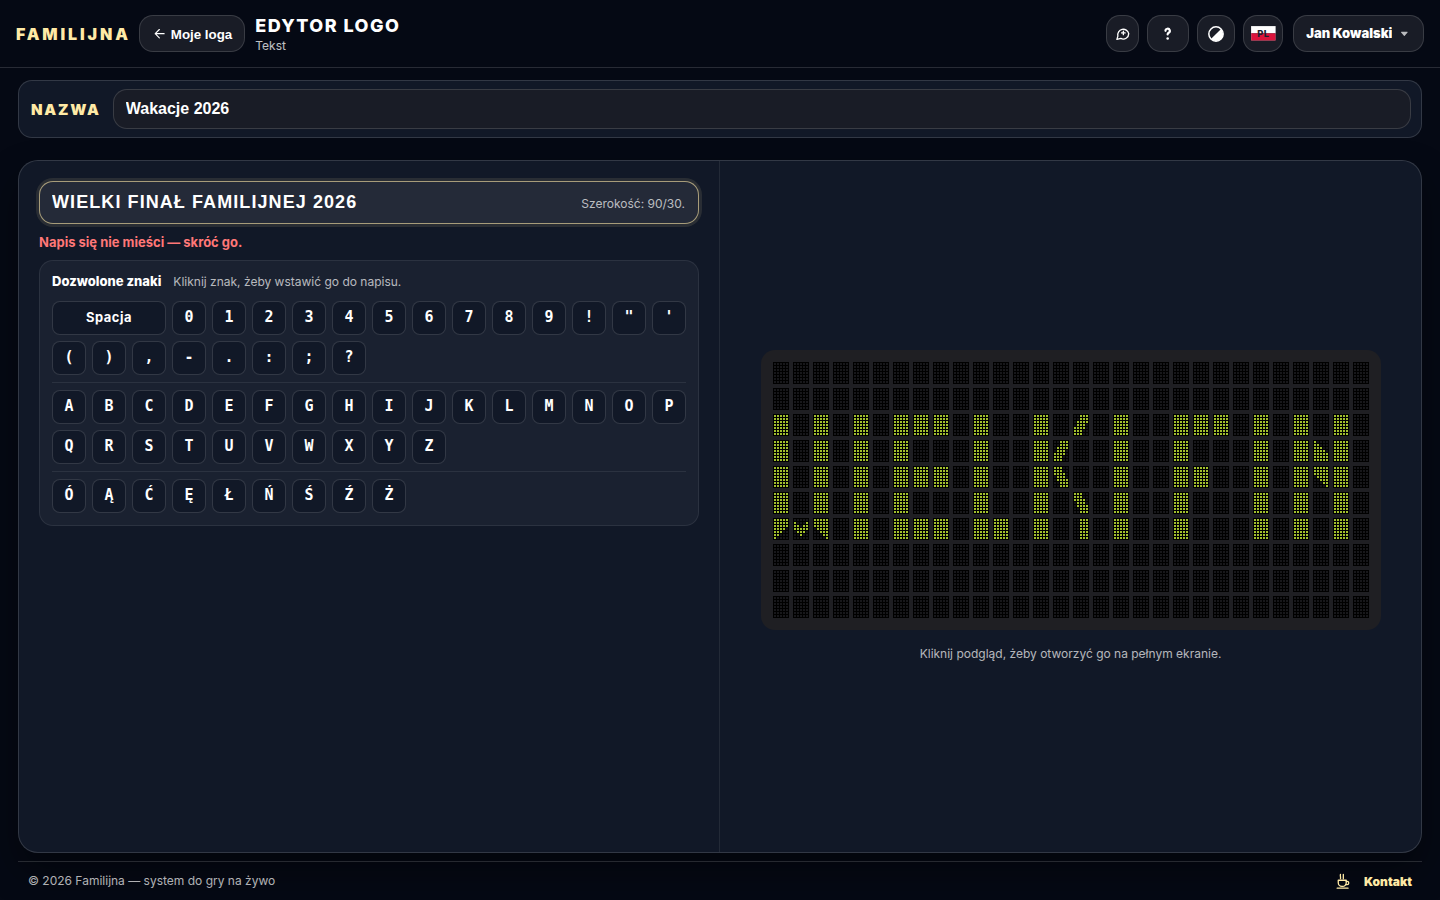 FAMILIJNA
← Moje loga
EDYTOR LOGO
Tekst
?
PL
Jan Kowalski
NAZWA
Wakacje 2026
WIELKI FINAŁ FAMILIJNEJ 2026
Szerokość: 90/30.
Napis się nie mieści — skróć go.
Dozwolone znaki Kliknij znak, żeby wstawić go do napisu.
Spacja 0 1 2 3 4 5 6 7 8 9 ! " '
( ) , - . : ; ?
A B C D E F G H I J K L M N O P
Q R S T U V W X Y Z
Ó Ą Ć Ę Ł Ń Ś Ź Ż
WIELKI FIN
Kliknij podgląd, żeby otworzyć go na pełnym ekranie.
© 2026 Familijna — system do gry na żywo
Kontakt